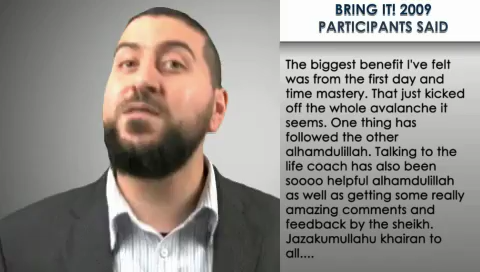 BRING IT! 2009
PARTICIPANTS SAID
The biggest benefit I've felt
was from the first day and
time mastery. That just kicked
off the whole avalanche it
seems. One thing has
followed the other
alhamdulillah. Talking to the
life coach has also been
soooo helpful alhamdulillah
as well as getting some really
amazing comments and
feedback by the sheikh.
Jazakumullahu khairan to
all....